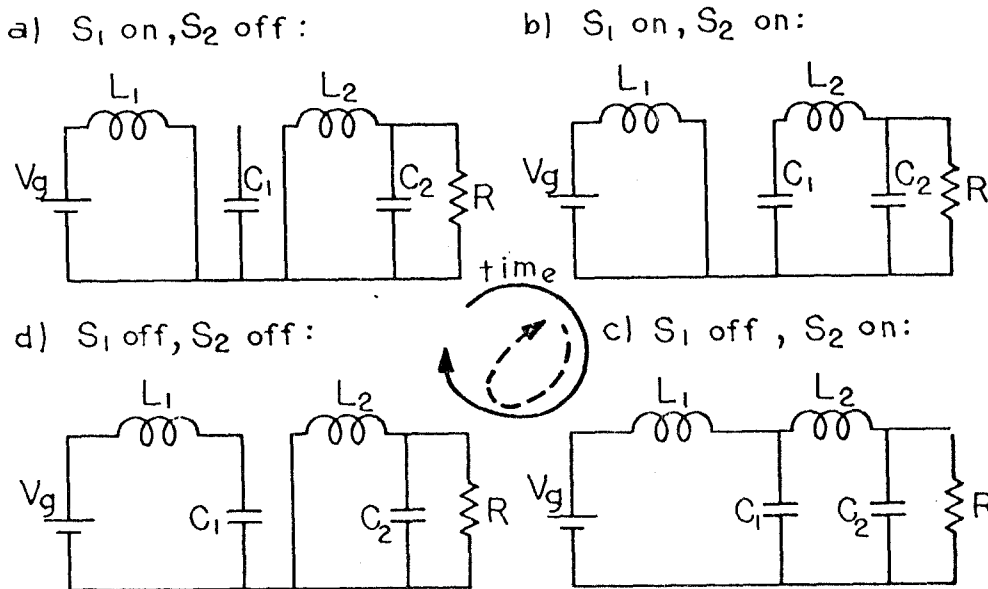 a) S₁ on, S₂ off:
b) S₁ on, S₂ on:
L₁
L₂
L₂
L₁
Vg
C₁
C₂
R
Vg
C₁
C₂
R
time
d) S₁ off, S₂ off:
c) S₁ off, S₂ on:
L₁
L₂
L₁
L₂
Vg
C₁
C₂
R
Vg
C₁
C₂
R